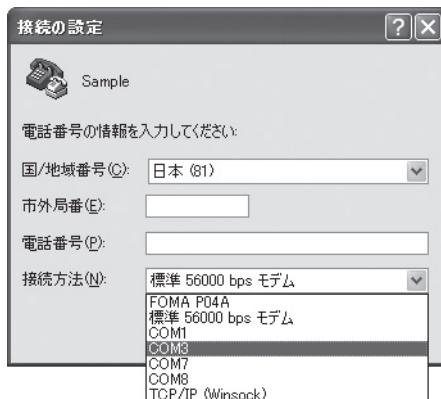 接続の設定
Sample
電話番号の情報を入力してください:
国/地域番号(C): 日本 (81)
市外局番(E):
電話番号(P):
接続方法(N): 標準 56000 bps モデム
FOMA P04A
標準 56000 bps モデム
COM1
COM3
COM7
COM8
TCP/IP (Winsock)